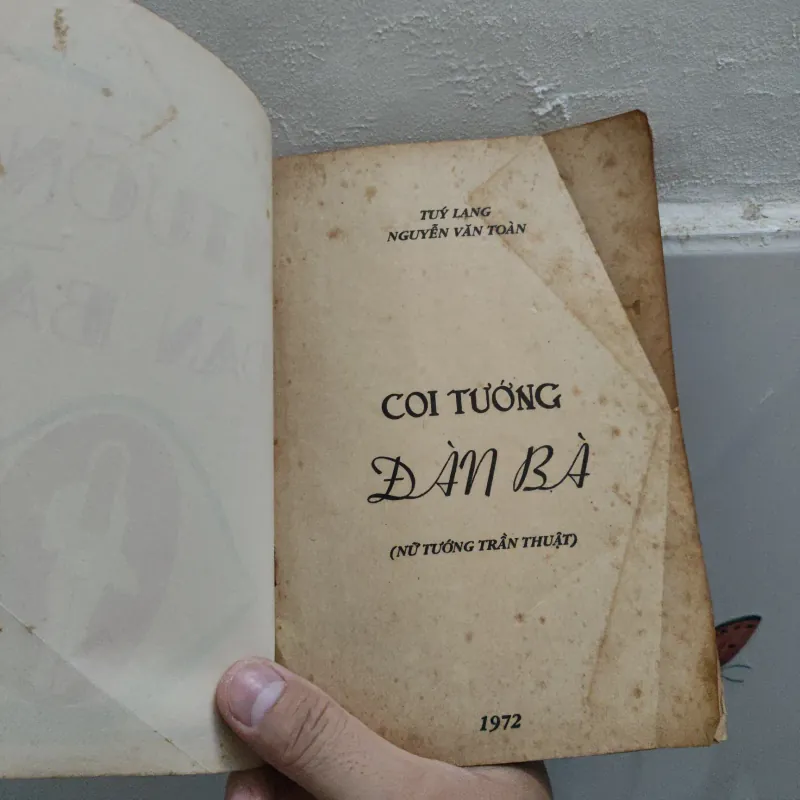 TUÝ LANG
NGUYỄN VĂN TOÀN
COI TƯỚNG
ĐÀN BÀ
(NỮ TƯỚNG TRẦN THUẬT)
1972